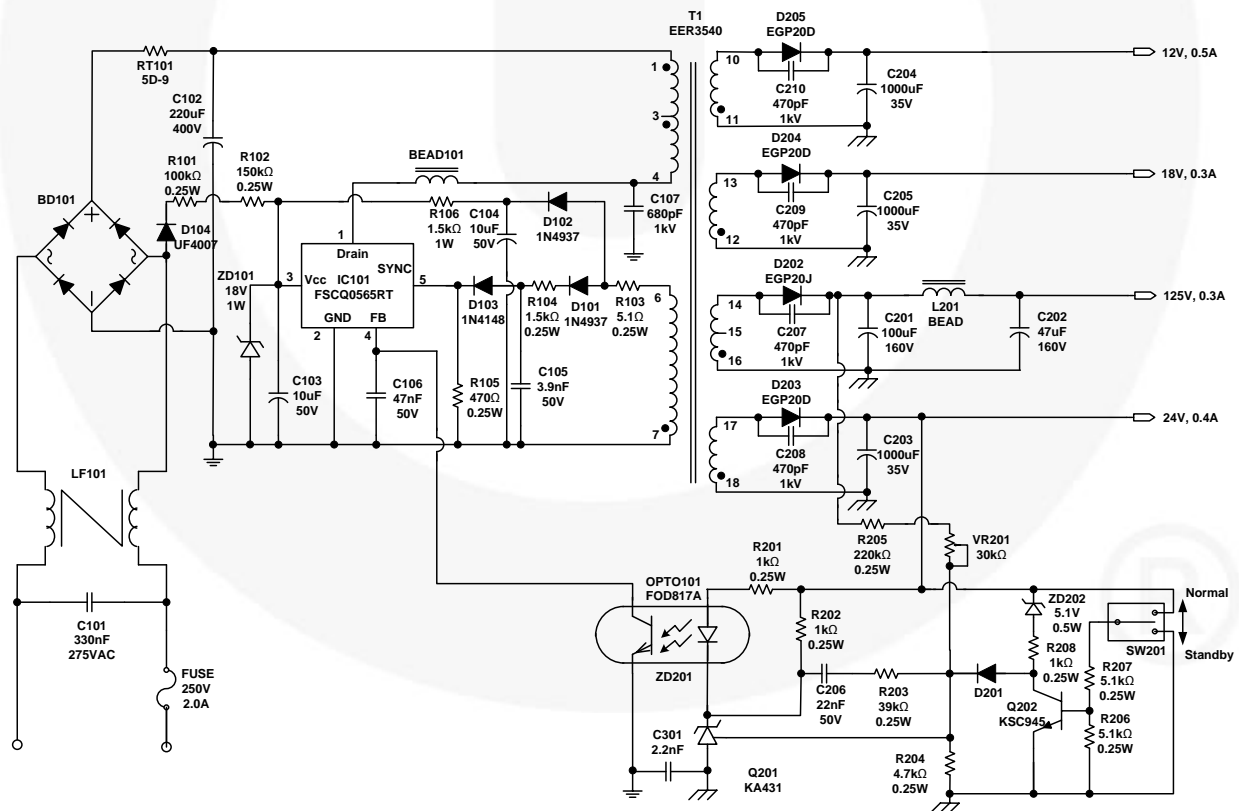 T1
EER3540
D205
EGP20D
12V, 0.5A
RT101
5D-9
1
10
C210
470pF
1kV
C204
1000uF
35V
C102
220uF
400V
3
11
BEAD101
D204
EGP20D
R101
100kΩ
0.25W
R102
150kΩ
0.25W
4
13
18V, 0.3A
C209
470pF
1kV
C205
1000uF
35V
BD101
D104
UF4007
R106
1.5kΩ
1W
C104
10uF
50V
D102
1N4937
C107
680pF
1kV
12
1
Drain
SYNC
ZD101
18V
1W
3
Vcc
IC101
FSCQ0565RT
5
GND
FB
2
4
D103
1N4148
R104
1.5kΩ
0.25W
D101
1N4937
R103
5.1Ω
0.25W
6
D202
EGP20J
14
15
16
125V, 0.3A
C207
470pF
1kV
C201
100uF
160V
L201
BEAD
C202
47uF
160V
C103
10uF
50V
C106
47nF
50V
R105
470Ω
0.25W
C105
3.9nF
50V
7
D203
EGP20D
17
24V, 0.4A
C208
470pF
1kV
C203
1000uF
35V
18
LF101
R205
220kΩ
0.25W
VR201
30kΩ
R201
1kΩ
0.25W
OPTO101
FOD817A
C101
330nF
275VAC
R202
1kΩ
0.25W
ZD202
5.1V
0.5W
Normal
SW201
Standby
R208
1kΩ
0.25W
FUSE
250V
2.0A
ZD201
C206
22nF
50V
R203
39kΩ
0.25W
D201
R207
5.1kΩ
0.25W
Q202
KSC945
R206
5.1kΩ
0.25W
C301
2.2nF
Q201
KA431
R204
4.7kΩ
0.25W
®